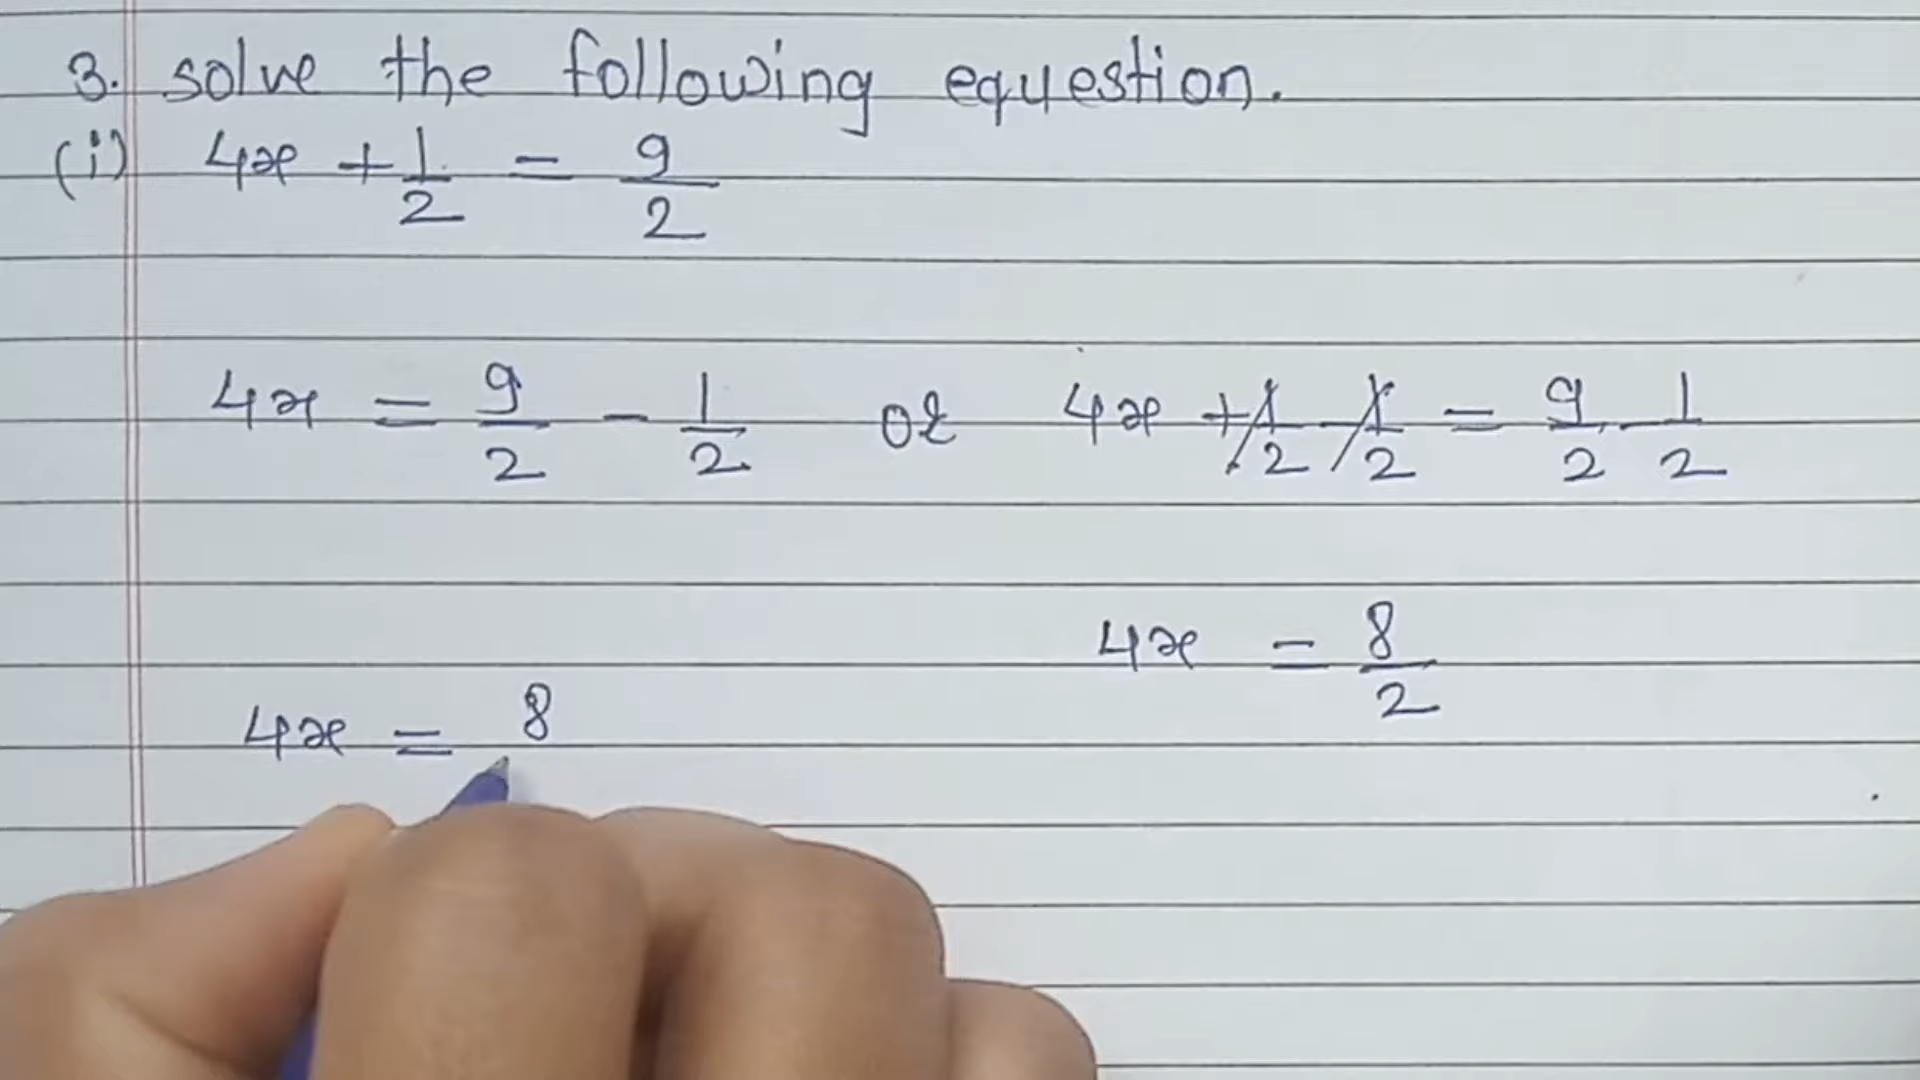 3. solve the following equestion.
(i) 4x + 1/2 = 9/2
4x = 9/2 - 1/2 or 4x + 1/2 - 1/2 = 9/2 - 1/2
4x = 8/2
4x = 8